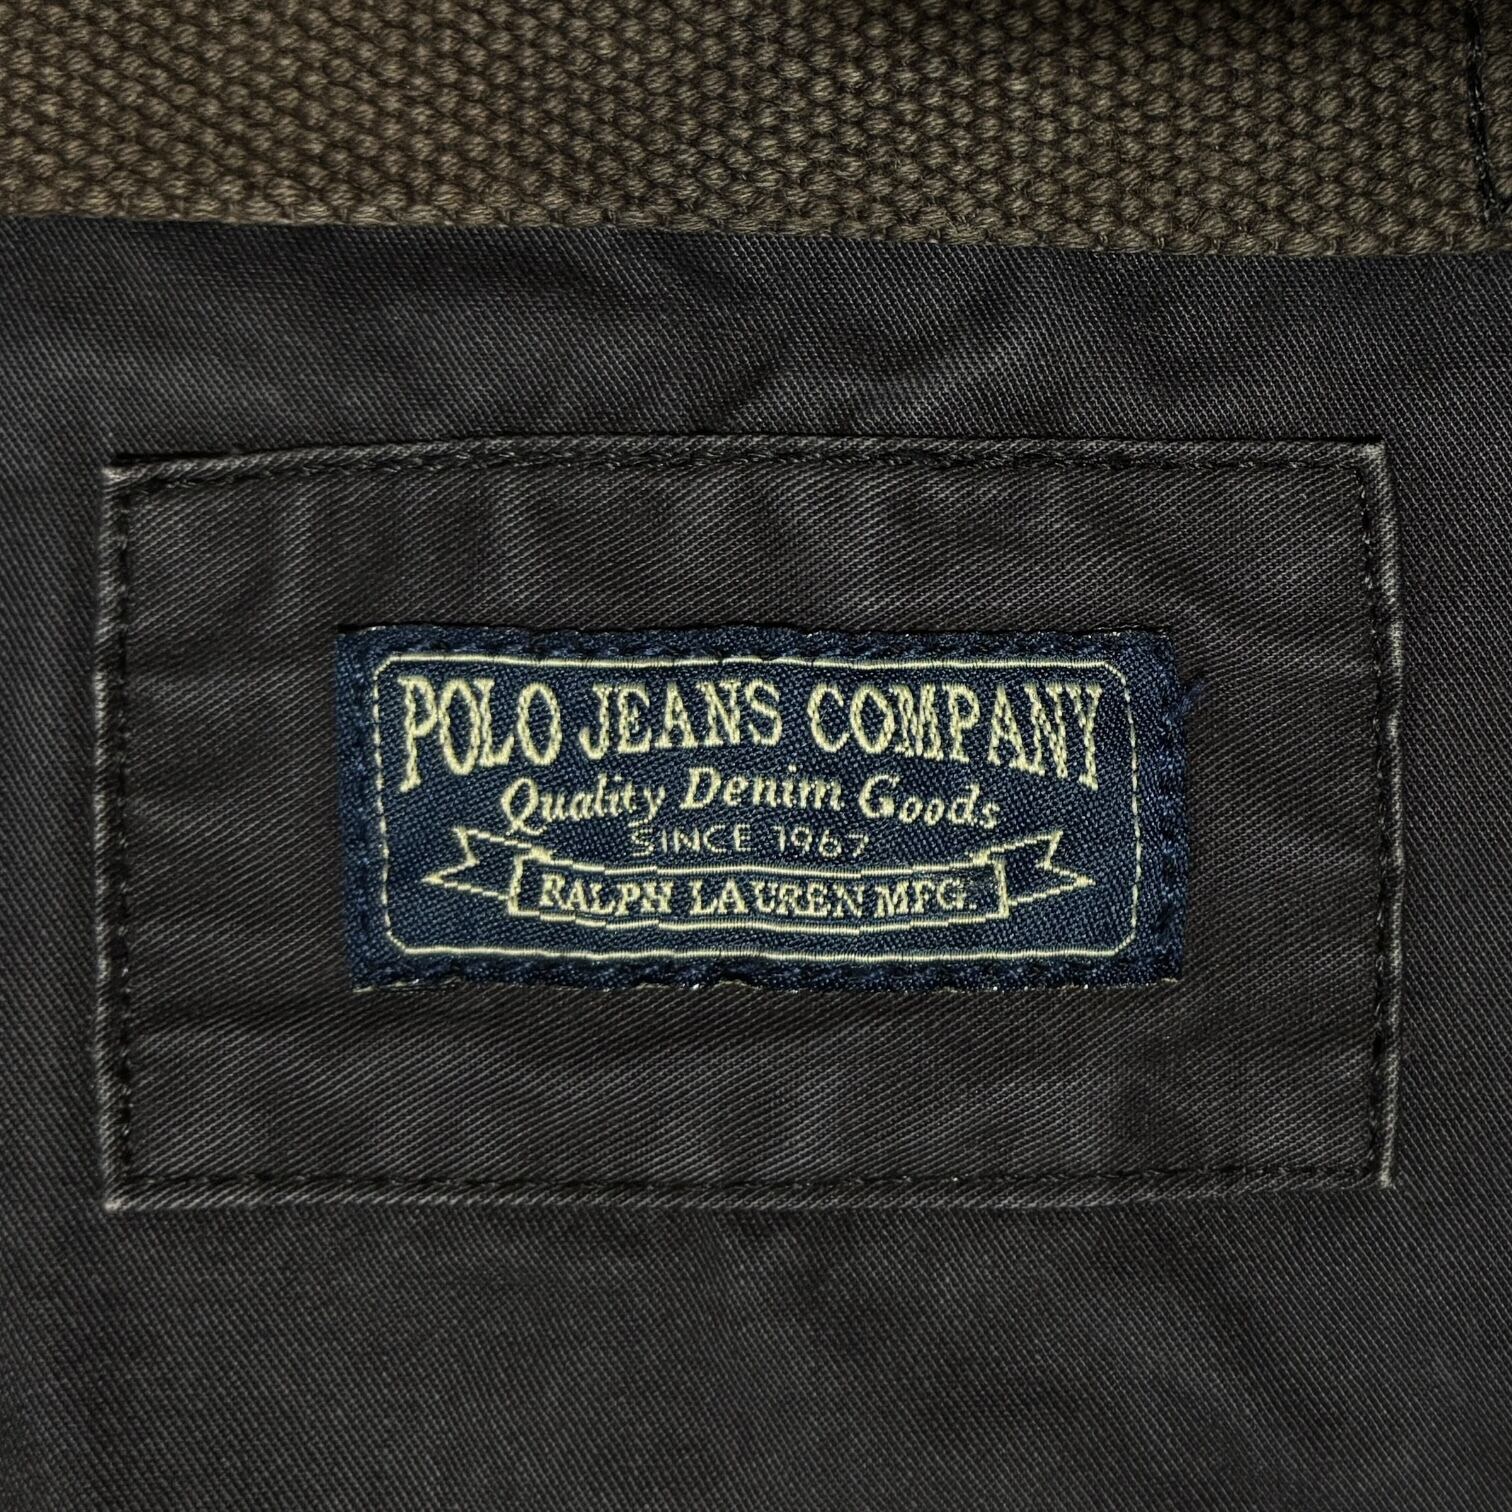 POLO JEANS COMPANY
Quality Denim Goods
SINCE 1967
RALPH LAUREN MFG.